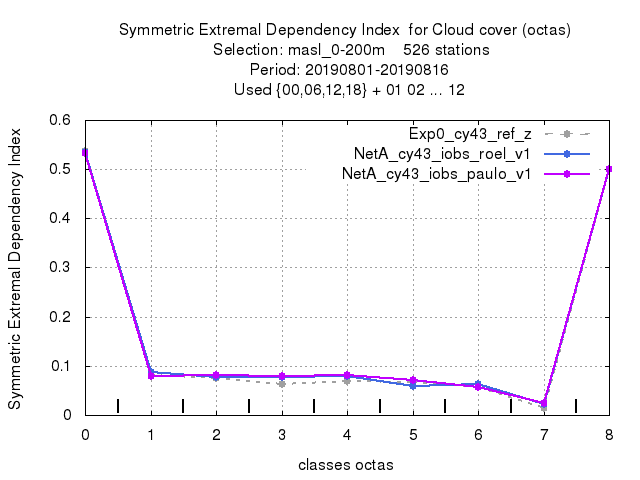 Symmetric Extremal Dependency Index  for Cloud cover (octas)
Selection: masl_0-200m    526 stations
Period: 20190801-20190816
Used {00,06,12,18} + 01 02 ... 12
Symmetric Extremal Dependency Index
0.6
0.5
0.4
0.3
0.2
0.1
0
Exp0_cy43_ref_z
NetA_cy43_iobs_roel_v1
NetA_cy43_iobs_paulo_v1
0 1 2 3 4 5 6 7 8
classes octas